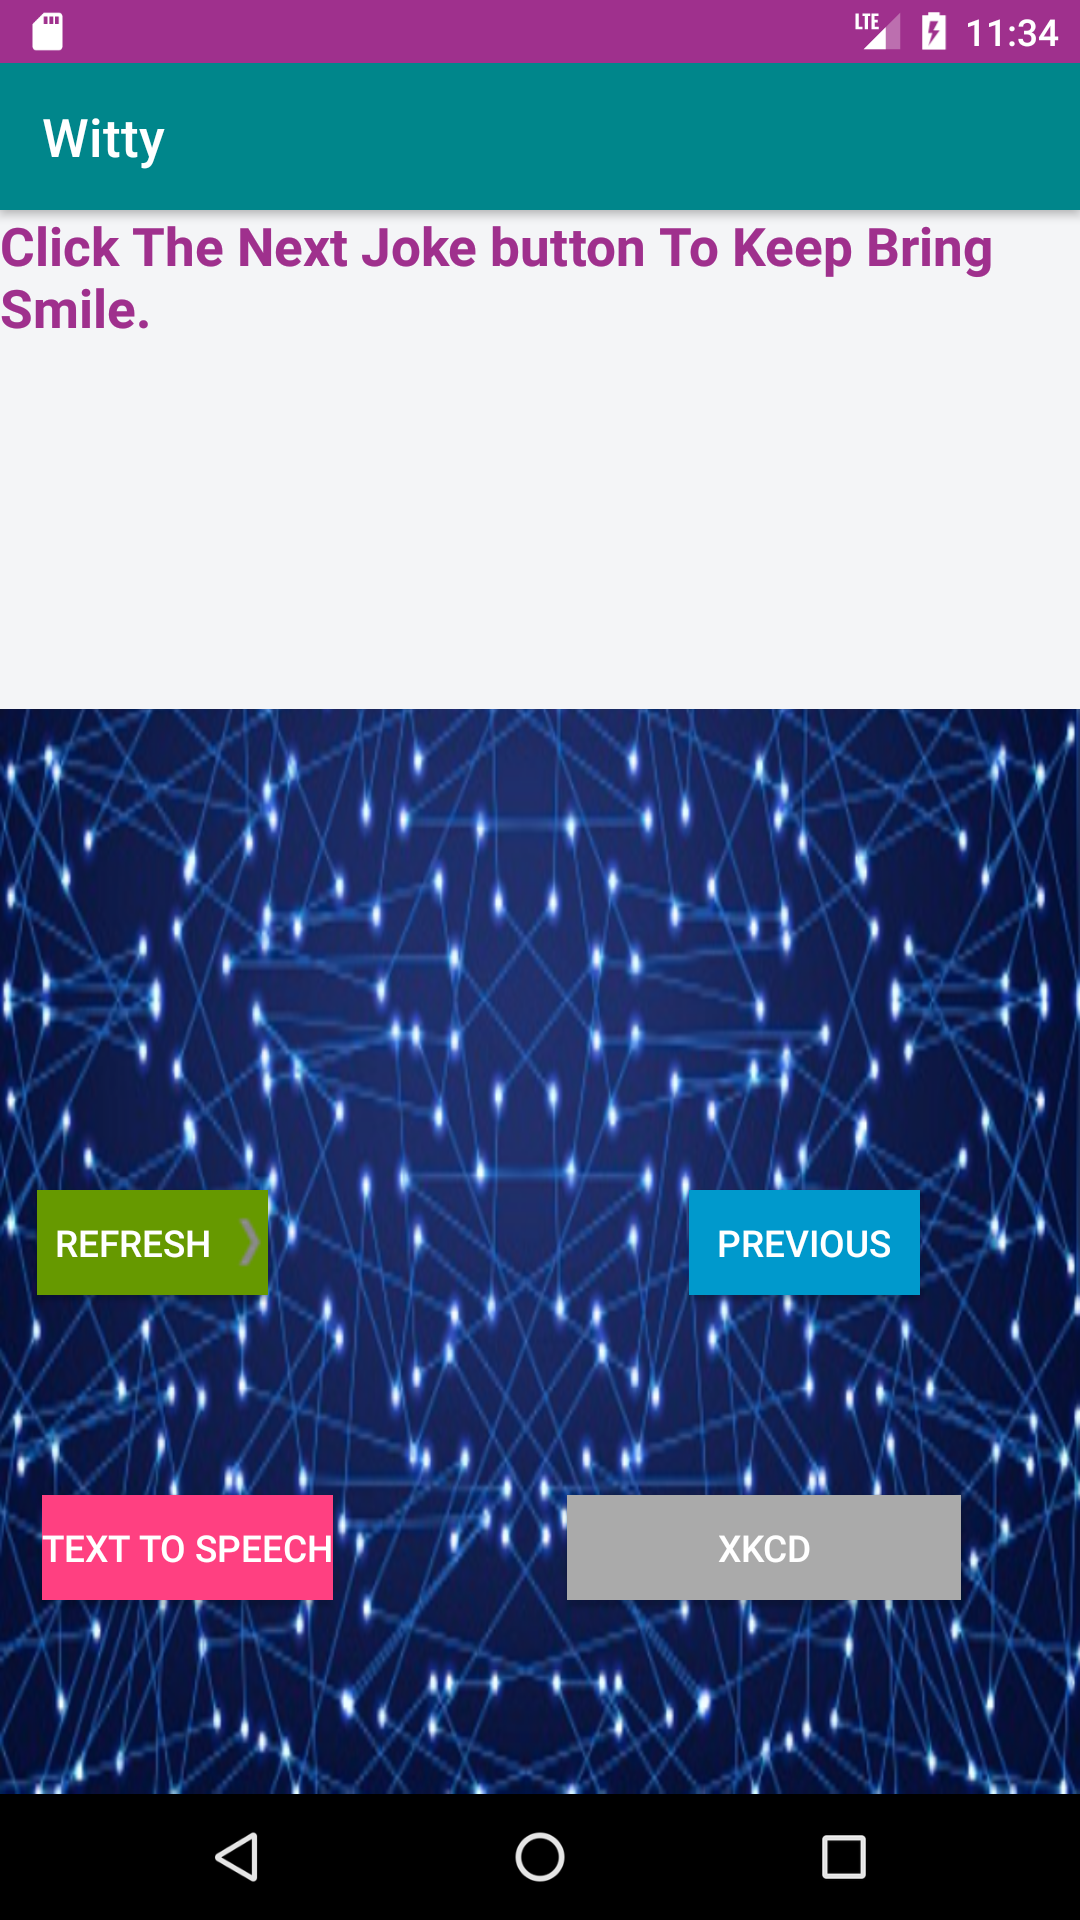 LTE 11:34
Witty
Click The Next Joke button To Keep Bring
Smile.
REFRESH
PREVIOUS
TEXT TO SPEECH
XKCD